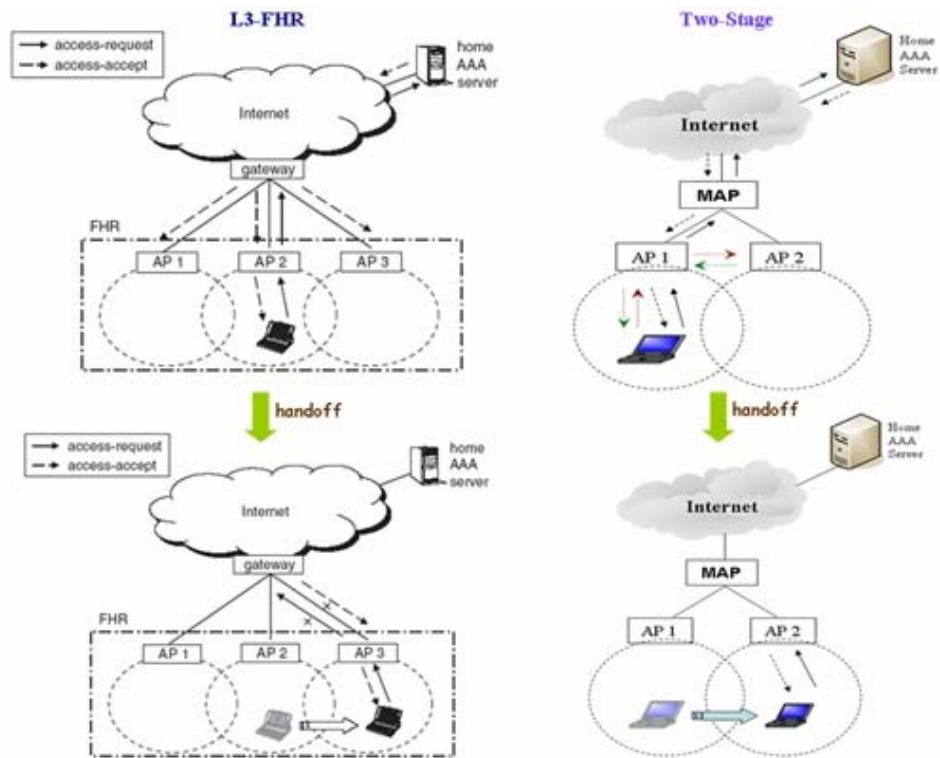 L3-FHR
access-request
access-accept
home
AAA
server
Internet
gateway
FHR
AP 1
AP 2
AP 3
handoff
access-request
access-accept
home
AAA
server
Internet
gateway
FHR
AP 1
AP 2
AP 3
Two-Stage
Home
AAA
Server
Internet
MAP
AP 1
AP 2
handoff
Home
AAA
Server
Internet
MAP
AP 1
AP 2